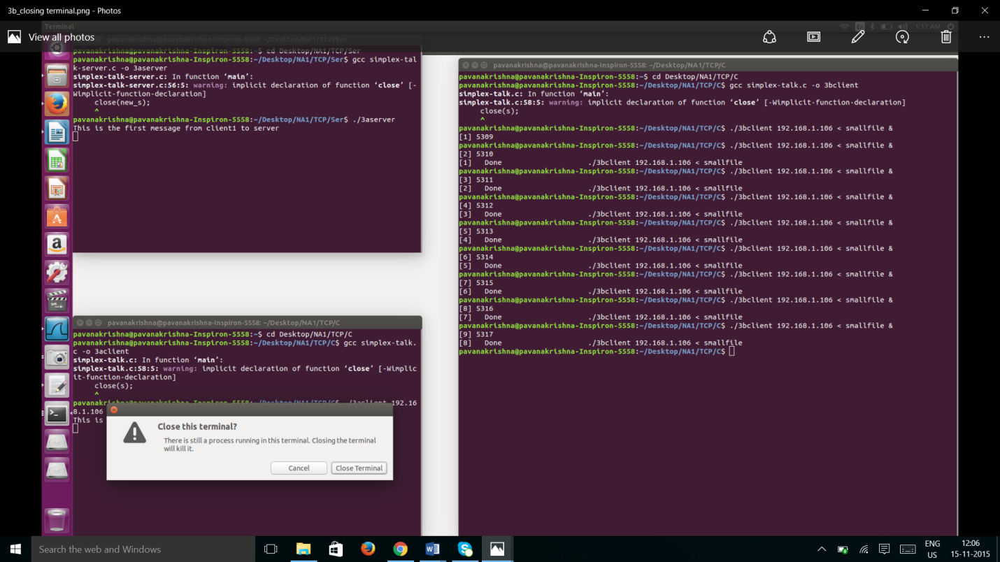 3b_closing terminal.png - Photos
View all photos
Terminal
1:17 AM
pavanakrishna@pavanakrishna-Inspiron-5558: ~/Desktop/NA1/TCP/Ser
pavanakrishna@pavanakrishna-Inspiron-5558:~$ cd Desktop/NA1/TCP/Ser
pavanakrishna@pavanakrishna-Inspiron-5558:~/Desktop/NA1/TCP/Ser$ gcc simplex-tal
k-server.c -o 3aserver
simplex-talk-server.c: In function ‘main’:
simplex-talk-server.c:56:5: warning: implicit declaration of function ‘close’ [-
Wimplicit-function-declaration]
close(new_s);
^
pavanakrishna@pavanakrishna-Inspiron-5558:~/Desktop/NA1/TCP/Ser$ ./3aserver
This is the first message from client1 to server
pavanakrishna@pavanakrishna-Inspiron-5558: ~/Desktop/NA1/TCP/C
pavanakrishna@pavanakrishna-Inspiron-5558:~$ cd Desktop/NA1/TCP/C
pavanakrishna@pavanakrishna-Inspiron-5558:~/Desktop/NA1/TCP/C$ gcc simplex-talk.
c -o 3aclient
simplex-talk.c: In function ‘main’:
simplex-talk.c:58:5: warning: implicit declaration of function ‘close’ [-Wimplic
it-function-declaration]
close(s);
^
pavanakrishna@pavanakrishna-Inspiron-5558:~/Desktop/NA1/TCP/C$ ./3aclient 192.16
8.1.106
This is
Close this terminal?
There is still a process running in this terminal. Closing the terminal
will kill it.
Cancel
Close Terminal
pavanakrishna@pavanakrishna-Inspiron-5558: ~/Desktop/NA1/TCP/C
pavanakrishna@pavanakrishna-Inspiron-5558:~$ cd Desktop/NA1/TCP/C
pavanakrishna@pavanakrishna-Inspiron-5558:~/Desktop/NA1/TCP/C$ gcc simplex-talk.c -o 3bclient
simplex-talk.c: In function ‘main’:
simplex-talk.c:58:5: warning: implicit declaration of function ‘close’ [-Wimplicit-function-declaration]
close(s);
^
pavanakrishna@pavanakrishna-Inspiron-5558:~/Desktop/NA1/TCP/C$ ./3bclient 192.168.1.106 < smallfile &
[1] 5309
pavanakrishna@pavanakrishna-Inspiron-5558:~/Desktop/NA1/TCP/C$ ./3bclient 192.168.1.106 < smallfile &
[2] 5310
[1] Done ./3bclient 192.168.1.106 < smallfile
pavanakrishna@pavanakrishna-Inspiron-5558:~/Desktop/NA1/TCP/C$ ./3bclient 192.168.1.106 < smallfile &
[3] 5311
[2] Done ./3bclient 192.168.1.106 < smallfile
pavanakrishna@pavanakrishna-Inspiron-5558:~/Desktop/NA1/TCP/C$ ./3bclient 192.168.1.106 < smallfile &
[4] 5312
[3] Done ./3bclient 192.168.1.106 < smallfile
pavanakrishna@pavanakrishna-Inspiron-5558:~/Desktop/NA1/TCP/C$ ./3bclient 192.168.1.106 < smallfile &
[5] 5313
[4] Done ./3bclient 192.168.1.106 < smallfile
pavanakrishna@pavanakrishna-Inspiron-5558:~/Desktop/NA1/TCP/C$ ./3bclient 192.168.1.106 < smallfile &
[6] 5314
[5] Done ./3bclient 192.168.1.106 < smallfile
pavanakrishna@pavanakrishna-Inspiron-5558:~/Desktop/NA1/TCP/C$ ./3bclient 192.168.1.106 < smallfile &
[7] 5315
[6] Done ./3bclient 192.168.1.106 < smallfile
pavanakrishna@pavanakrishna-Inspiron-5558:~/Desktop/NA1/TCP/C$ ./3bclient 192.168.1.106 < smallfile &
[8] 5316
[7] Done ./3bclient 192.168.1.106 < smallfile
pavanakrishna@pavanakrishna-Inspiron-5558:~/Desktop/NA1/TCP/C$ ./3bclient 192.168.1.106 < smallfile &
[9] 5317
[8] Done ./3bclient 192.168.1.106 < smallfile
pavanakrishna@pavanakrishna-Inspiron-5558:~/Desktop/NA1/TCP/C$
Search the web and Windows
ENG
US
12:06
15-11-2015